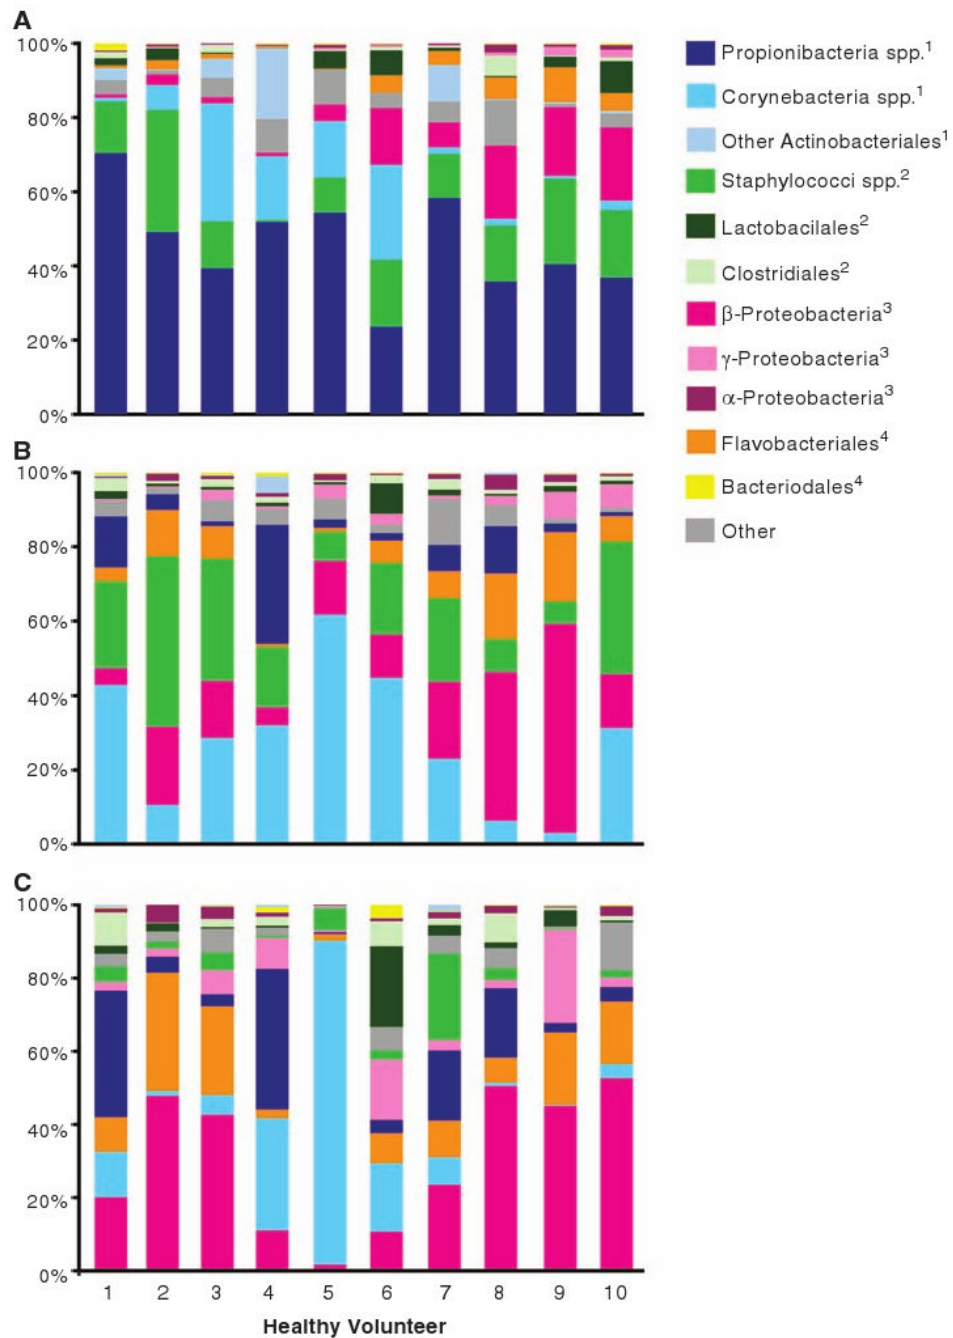 A
100%
80%
60%
40%
20%
0%
Propionibacteria spp.¹
Corynebacteria spp.¹
Other Actinobacteriales¹
Staphylococci spp.²
Lactobacilales²
Clostridiales²
β-Proteobacteria³
γ-Proteobacteria³
α-Proteobacteria³
Flavobacteriales⁴
Bacteriodales⁴
Other
B
100%
80%
60%
40%
20%
0%
C
100%
80%
60%
40%
20%
0%
1 2 3 4 5 6 7 8 9 10
Healthy Volunteer